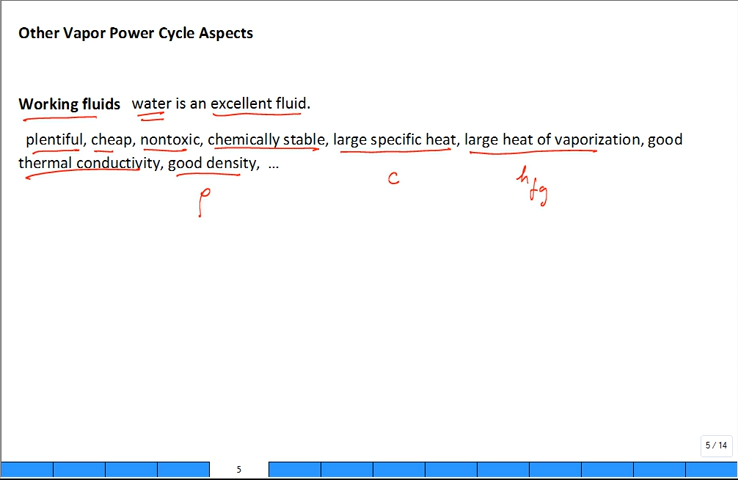 Other Vapor Power Cycle Aspects
Working fluids water is an excellent fluid.
plentiful, cheap, nontoxic, chemically stable, large specific heat, large heat of vaporization, good
thermal conductivity, good density, ...
ρ c hfg
5 / 14
5